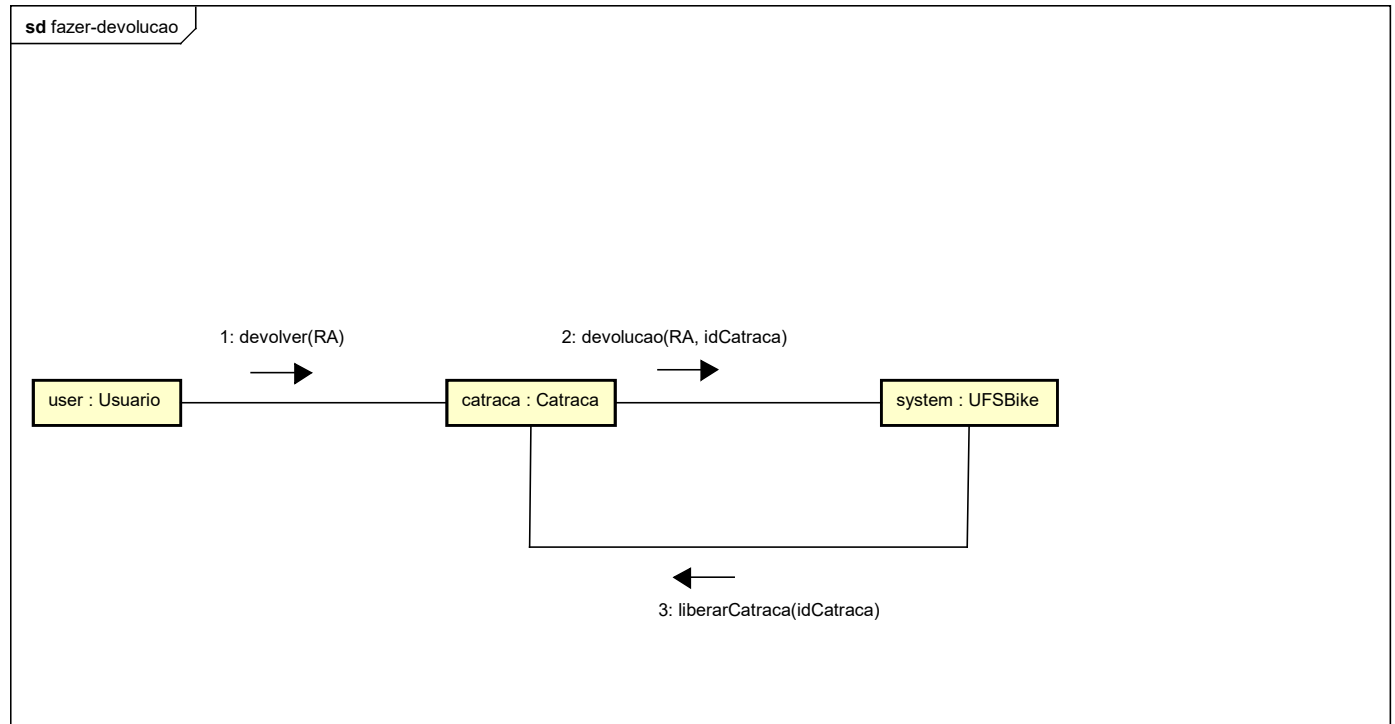 sd fazer-devolucao
1: devolver(RA)
2: devolucao(RA, idCatraca)
user : Usuario
catraca : Catraca
system : UFSBike
3: liberarCatraca(idCatraca)